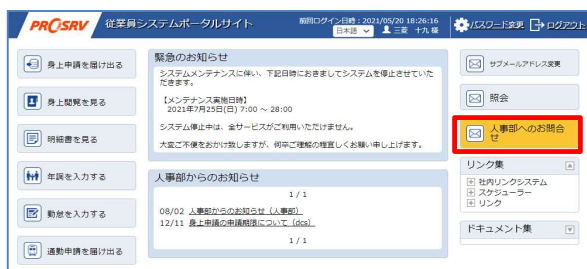 PROSRV 従業員システムポータルサイト
前回ログイン日時：2021/05/20 18:26:16
日本語 三菱 十九 様
パスワード変更 ログアウト
身上申請を届け出る
身上閲覧を見る
明細書を見る
年調を入力する
勤怠を入力する
通勤申請を届け出る
緊急のお知らせ
システムメンテナンスに伴い、下記日時におきましてシステムを停止させていた
だきます。
【メンテナンス実施日時】
2021年7月25日(日) 7:00 ～ 28:00
システム停止中は、全サービスがご利用いただけません。
大変ご不便をおかけ致しますが、何卒ご理解の程宜しくお願い申し上げます。
人事部からのお知らせ
1 / 1
08/02 人事部からのお知らせ（人事部）
12/11 身上申請の申請期限について（dcs）
1 / 1
サブメールアドレス変更
照会
人事部へのお問合
せ
リンク集
社内リンクシステム
スケジューラー
リンク
ドキュメント集